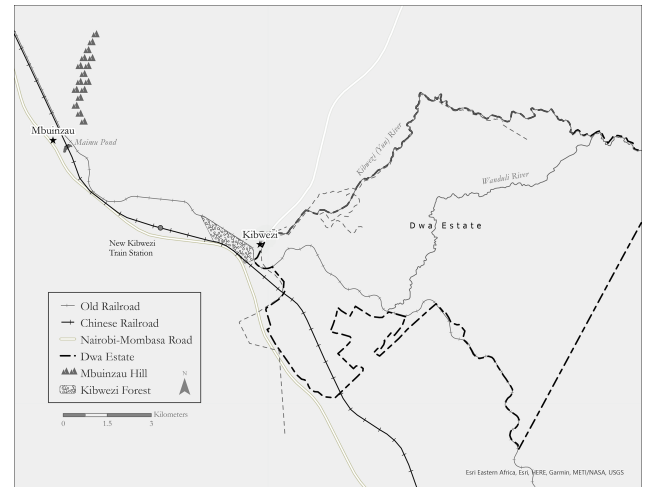 Mbuinzau
Maimu Pond
Kibwezi (Yun) River
Wandali River
Dwa Estate
Kibwezi
New Kibwezi
Train Station
Old Railroad
Chinese Railroad
Nairobi-Mombasa Road
Dwa Estate
Mbuinzau Hill
N
Kibwezi Forest
Kilometers
0 1.5 3
Esri Eastern Africa, Esri, HERE, Garmin, METI/NASA, USGS